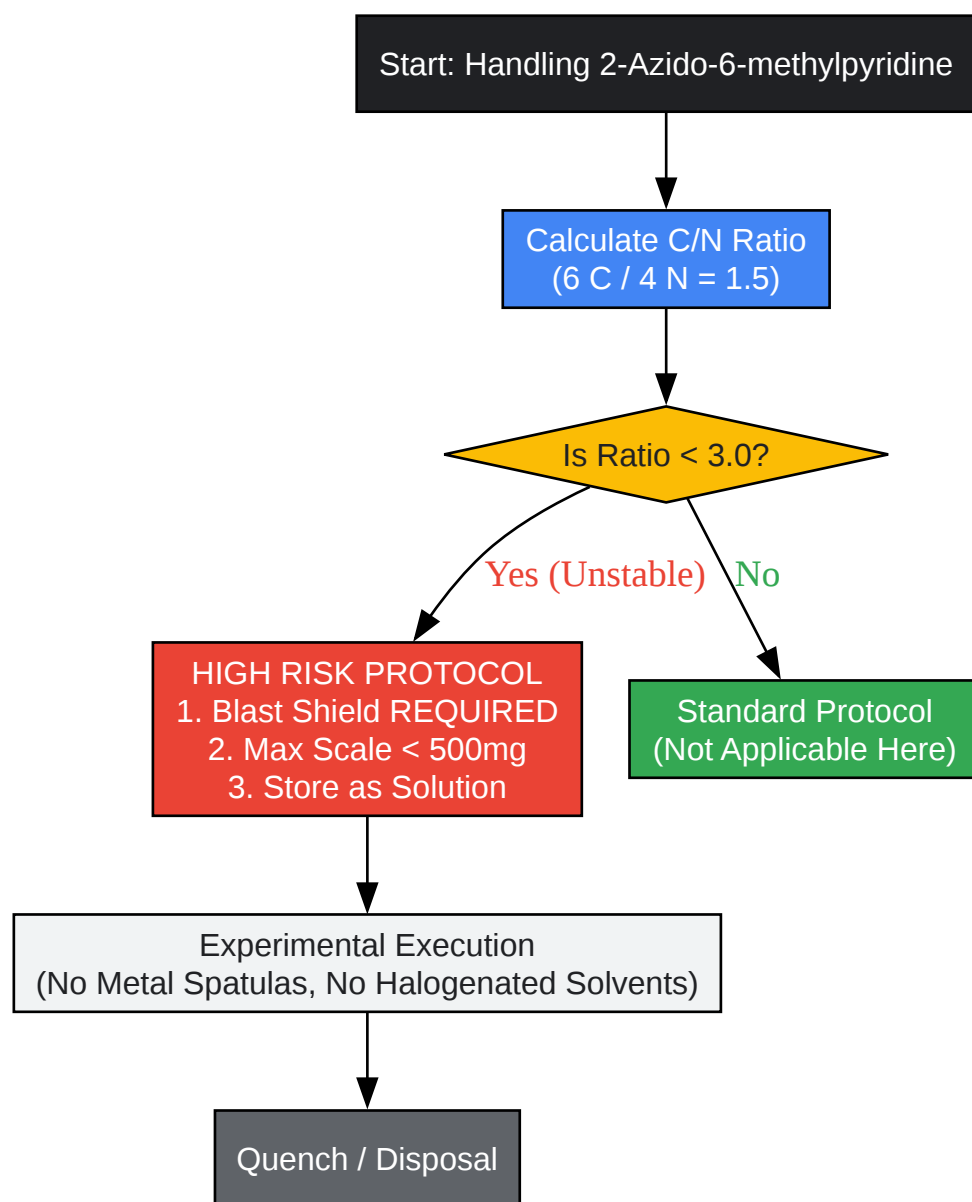 Start: Handling 2-Azido-6-methylpyridine
Calculate C/N Ratio
(6 C / 4 N = 1.5)
Is Ratio < 3.0?
Yes (Unstable)
No
HIGH RISK PROTOCOL
1. Blast Shield REQUIRED
2. Max Scale < 500mg
3. Store as Solution
Standard Protocol
(Not Applicable Here)
Experimental Execution
(No Metal Spatulas, No Halogenated Solvents)
Quench / Disposal